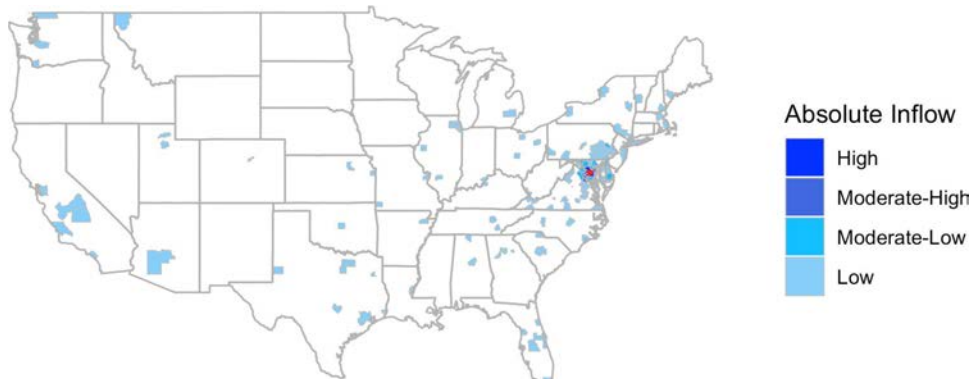 Absolute Inflow
High
Moderate-High
Moderate-Low
Low